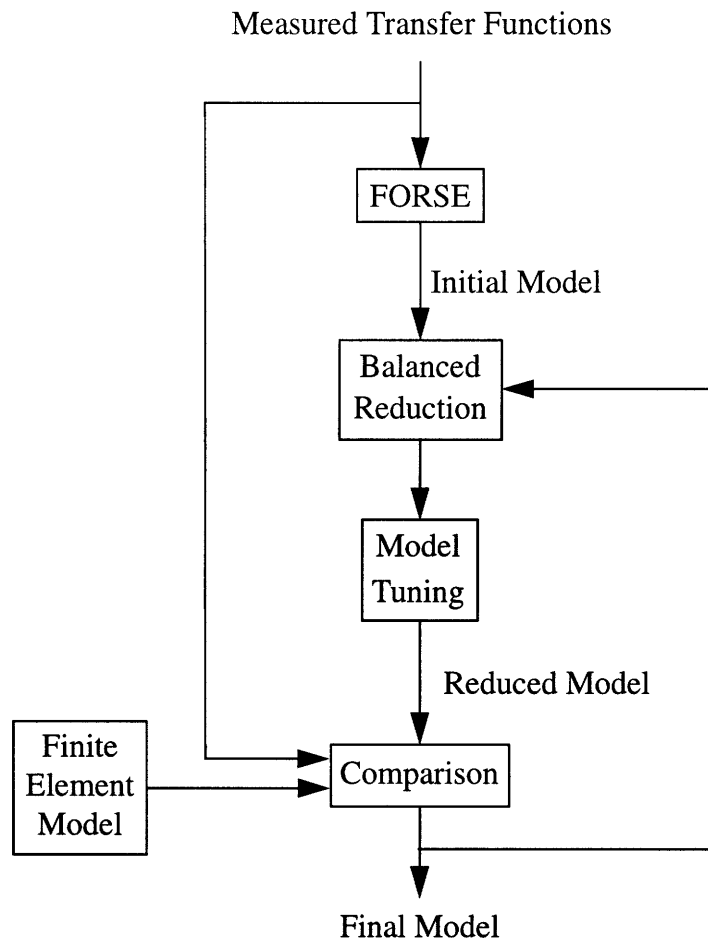 Measured Transfer Functions
FORSE
Initial Model
Balanced
Reduction
Model
Tuning
Reduced Model
Finite
Element
Model
Comparison
Final Model